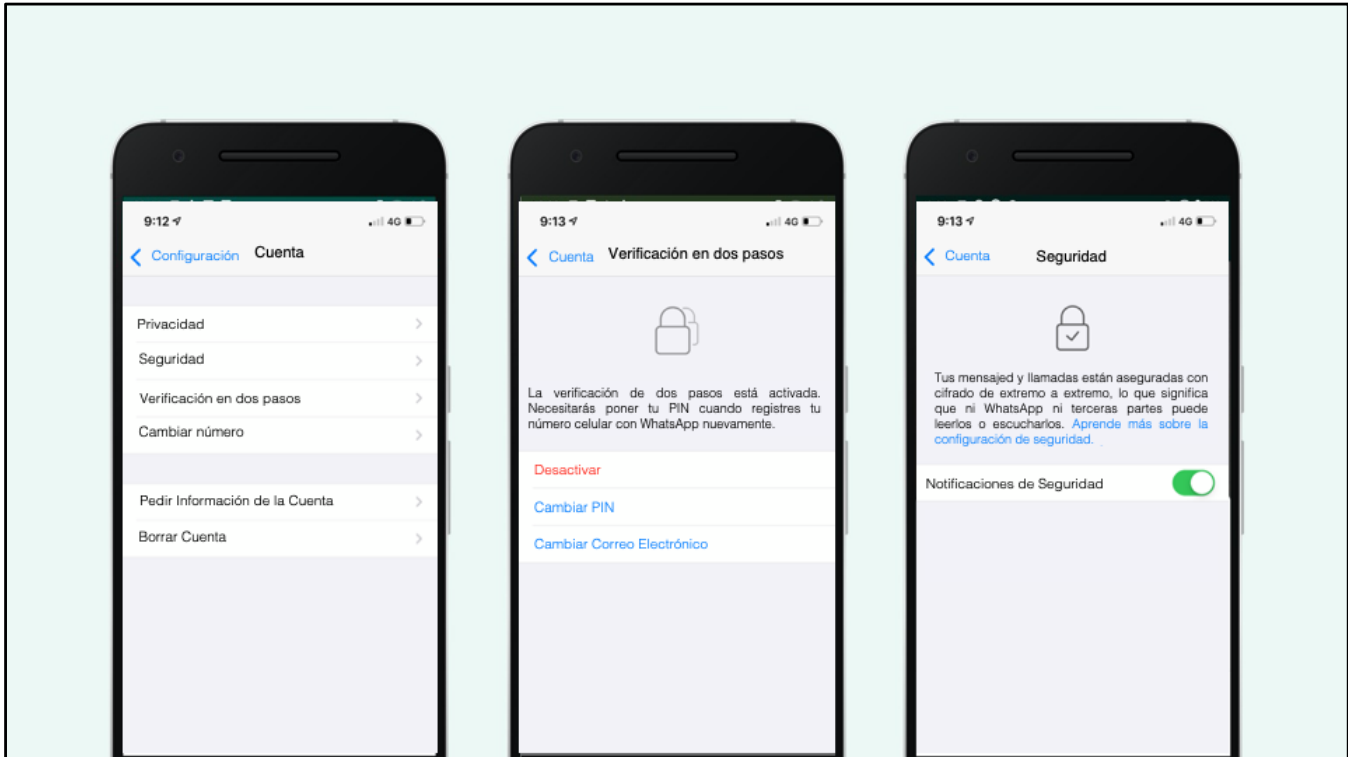 9:12
4G
Configuración
Cuenta
Privacidad
Seguridad
Verificación en dos pasos
Cambiar número
Pedir Información de la Cuenta
Borrar Cuenta
9:13
4G
Cuenta
Verificación en dos pasos
La verificación de dos pasos está activada.
Necesitarás poner tu PIN cuando registres tu
número celular con WhatsApp nuevamente.
Desactivar
Cambiar PIN
Cambiar Correo Electrónico
9:13
4G
Cuenta
Seguridad
Tus mensajed y llamadas están aseguradas con
cifrado de extremo a extremo, lo que significa
que ni WhatsApp ni terceras partes puede
leerlos o escucharlos. Aprende más sobre la
configuración de seguridad.
Notificaciones de Seguridad